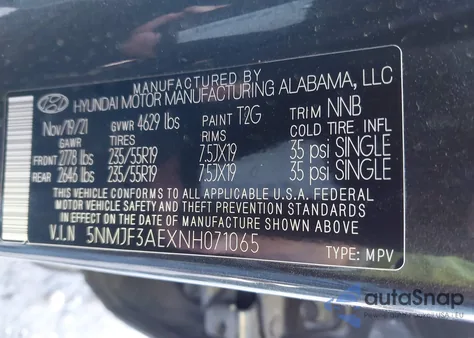 MANUFACTURED BY
HYUNDAI MOTOR MANUFACTURING ALABAMA, LLC
Nov/19/21 GVWR 4629 lbs PAINT T2G TRIM NNB
GAWR TIRES RIMS COLD TIRE INFL
FRONT 2778 lbs 235/55R19 7.5JX19 35 psi SINGLE
REAR 2646 lbs 235/55R19 7.5JX19 35 psi SINGLE
THIS VEHICLE CONFORMS TO ALL APPLICABLE U.S.A. FEDERAL
MOTOR VEHICLE SAFETY AND THEFT PREVENTION STANDARDS
IN EFFECT ON THE DATE OF MANUFACTURE SHOWN ABOVE
V.I.N 5NMJF3AEXNH071065
TYPE: MPV
autoSnap